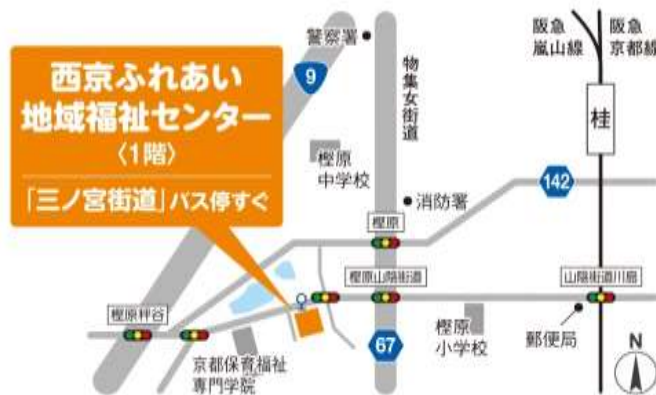 警察署
西京ふれあい
地域福祉センター
〈1階〉
「三ノ宮街道」バス停すぐ
9
物集女街道
阪急
嵐山線
阪急
京都線
桂
樫原
中学校
消防署
142
樫原
樫原山陰街道
山陰街道川島
樫原秤谷
京都保育福祉
専門学院
67
樫原
小学校
郵便局
N